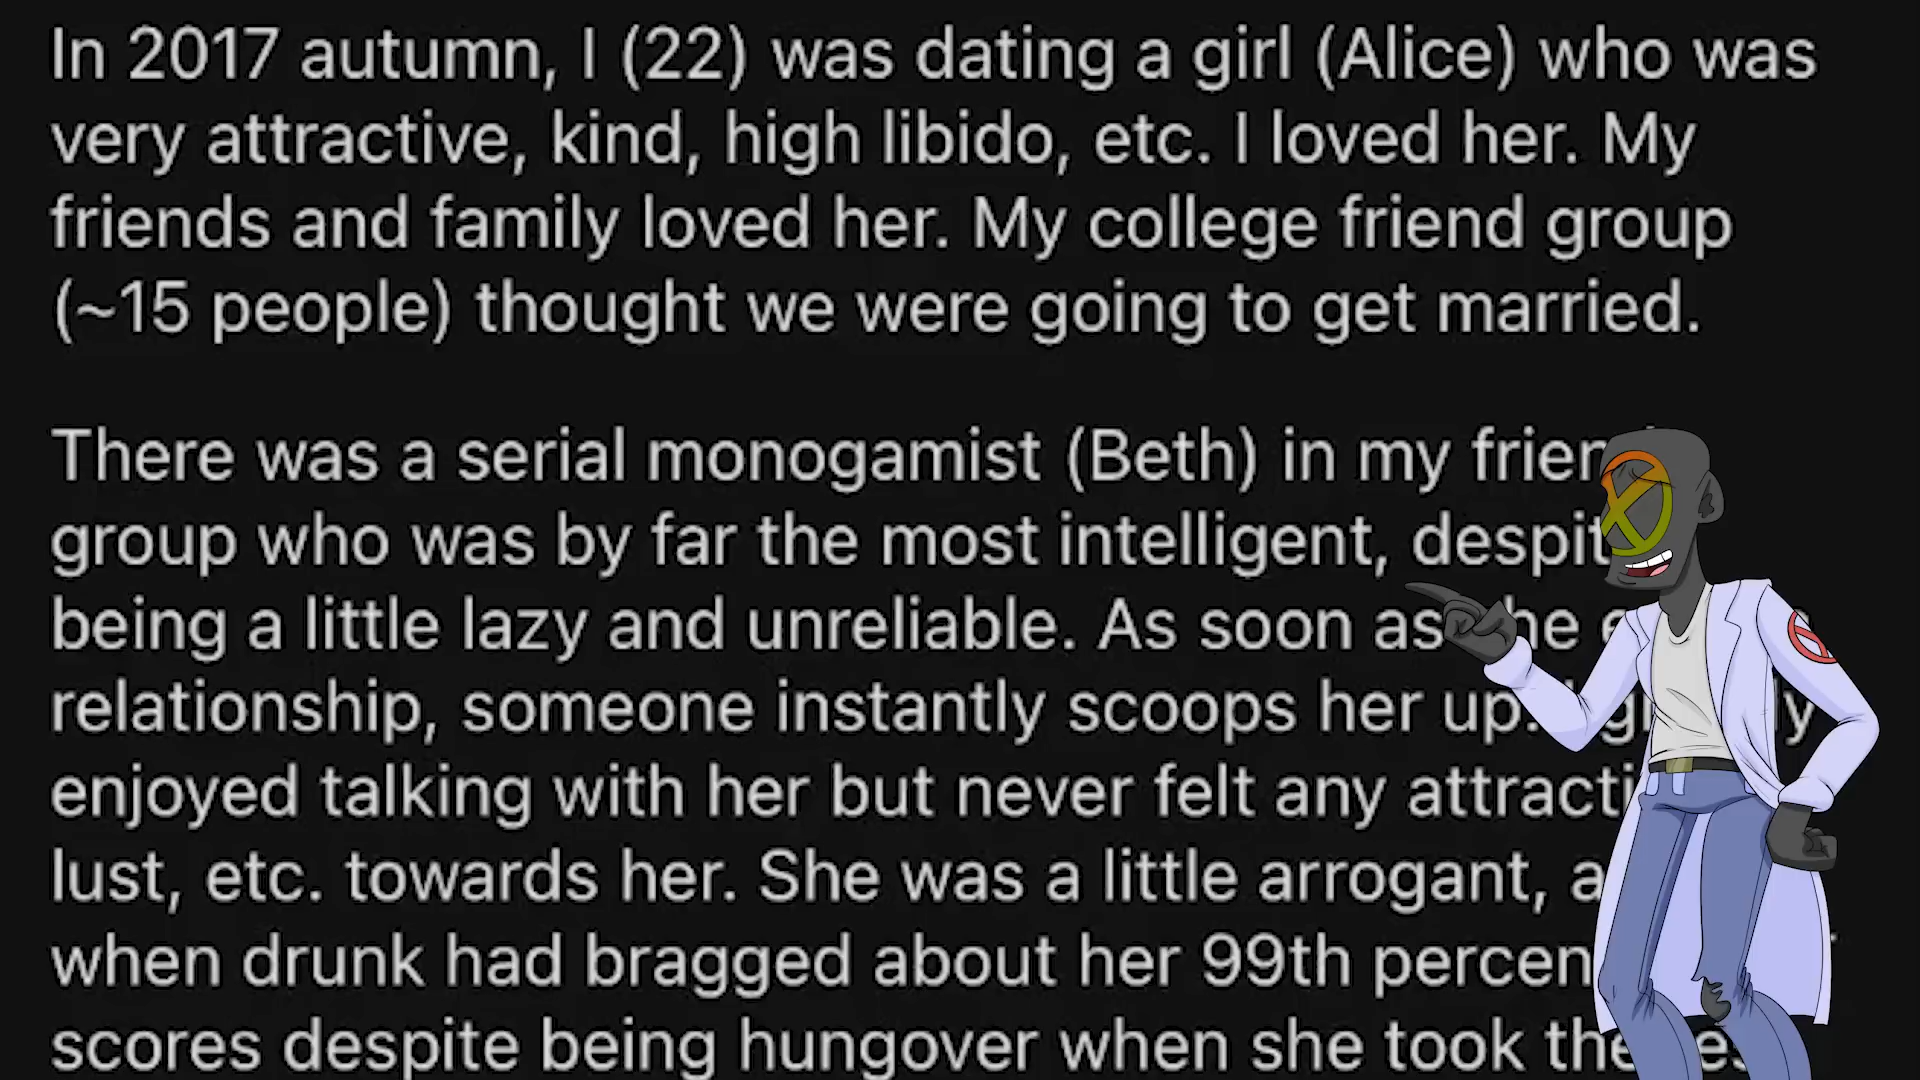 In 2017 autumn, I (22) was dating a girl (Alice) who was
very attractive, kind, high libido, etc. I loved her. My
friends and family loved her. My college friend group
(~15 people) thought we were going to get married.
There was a serial monogamist (Beth) in my
group who was by far the most intelligent,
being a little lazy and unreliable. As soon as
relationship, someone instantly scoops her up.
enjoyed talking with her but never felt any
lust, etc. towards her. She was a little arrogant,
when drunk had bragged about her 99th
scores despite being hungover when she took